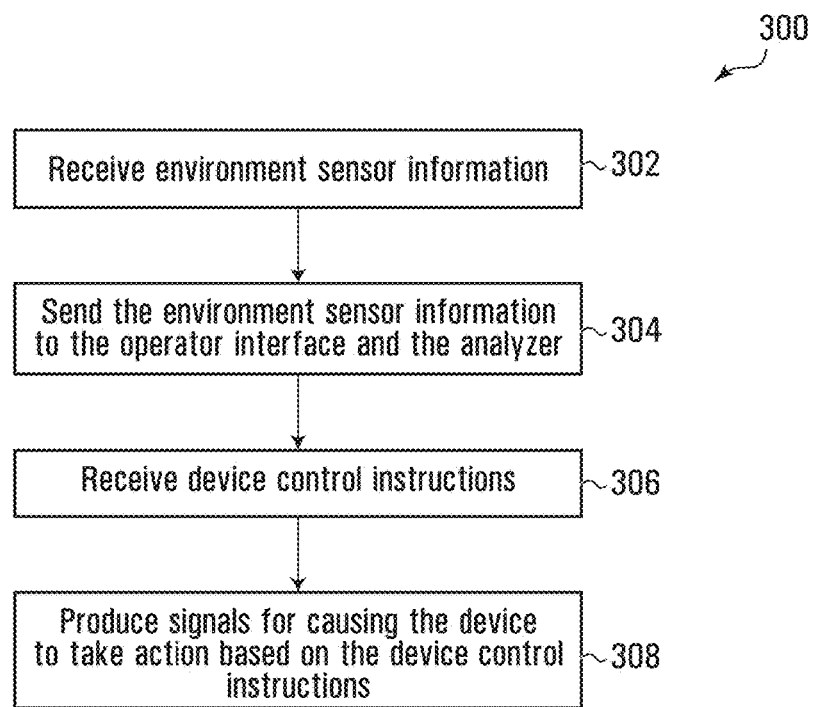 300
Receive environment sensor information
302
Send the environment sensor information
to the operator interface and the analyzer
304
Receive device control instructions
306
Produce signals for causing the device
to take action based on the device control
instructions
308